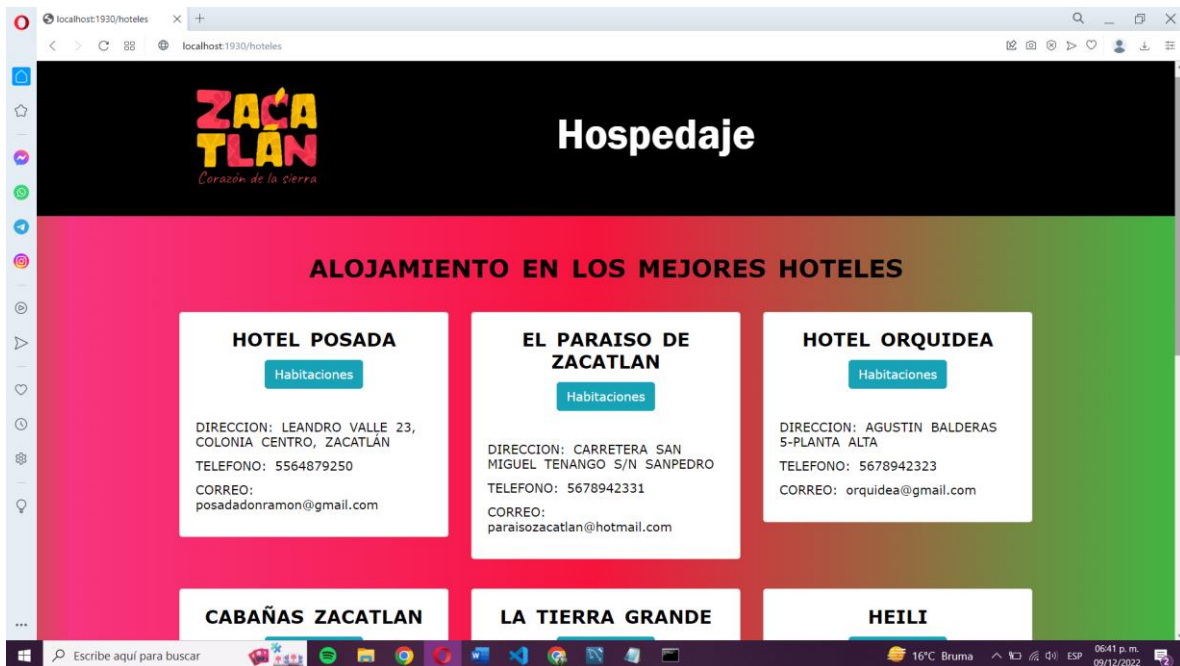 localhost:1930/hoteles
localhost:1930/hoteles
ZACA
TLÁN
Corazón de la sierra
Hospedaje
ALOJAMIENTO EN LOS MEJORES HOTELES
HOTEL POSADA
Habitaciones
DIRECCION: LEANDRO VALLE 23,
COLONIA CENTRO, ZACATLÁN
TELEFONO: 5564879250
CORREO:
posadadonramon@gmail.com
EL PARAISO DE
ZACATLAN
Habitaciones
DIRECCION: CARRETERA SAN
MIGUEL TENANGO S/N SANPEDRO
TELEFONO: 5678942331
CORREO:
paraisozacatlan@hotmail.com
HOTEL ORQUIDEA
Habitaciones
DIRECCION: AGUSTIN BALDERAS
5-PLANTA ALTA
TELEFONO: 5678942323
CORREO: orquidea@gmail.com
CABAÑAS ZACATLAN
LA TIERRA GRANDE
HEILI
Escribe aquí para buscar
16°C Bruma
ESP
06:41 p. m.
09/12/2022
2